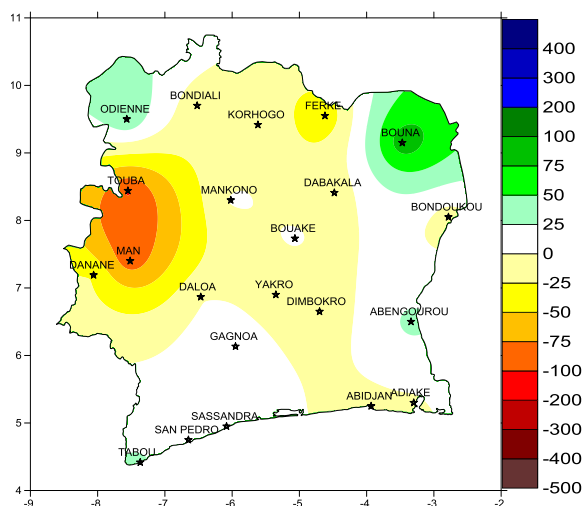 11
10
9
8
7
6
5
4
-9
-8
-7
-6
-5
-4
-3
-2
ODIENNE
BONDIALI
KORHOGO
FERKE
BOUNA
TOUBA
MANKONO
DABAKALA
BONDOUKOU
BOUAKE
MAN
DANANE
DALOA
YAKRO
DIMBOKRO
ABENGOUROU
GAGNOA
ABIDJAN
ADIAKE
SASSANDRA
SAN PEDRO
TABOU
400
300
200
100
75
50
25
0
-25
-50
-75
-100
-200
-300
-400
-500